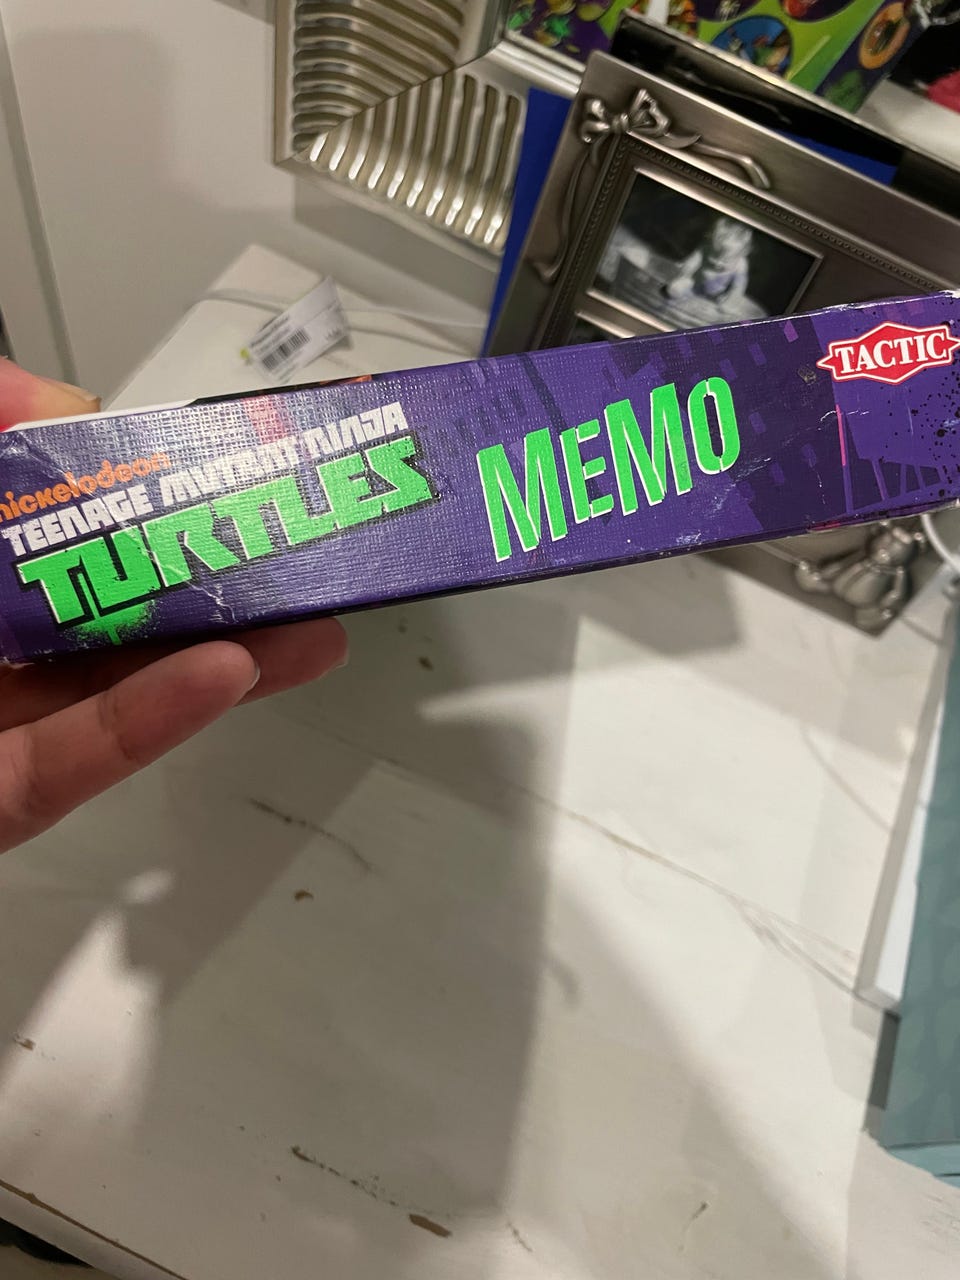 nickelodeon
TEENAGE MUTANT NINJA
TURTLES
MEMO
TACTIC